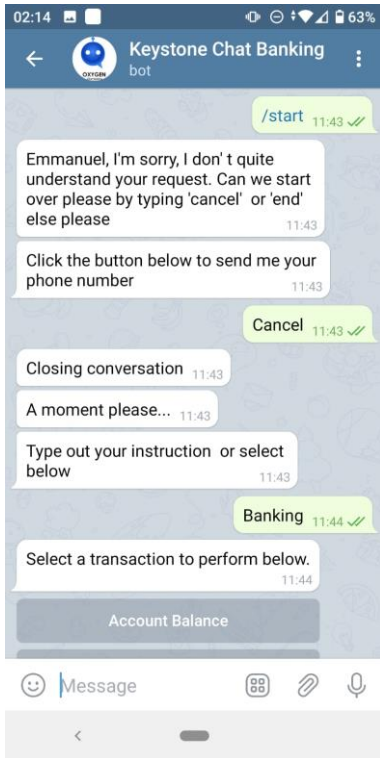 02:14
63%
Keystone Chat Banking
bot
OXYGEN
/start 11:43
Emmanuel, I'm sorry, I don' t quite
understand your request. Can we start
over please by typing 'cancel' or 'end'
else please
11:43
Click the button below to send me your
phone number
11:43
Cancel 11:43
Closing conversation 11:43
A moment please... 11:43
Type out your instruction or select
below
11:43
Banking 11:44
Select a transaction to perform below.
11:44
Account Balance
Message